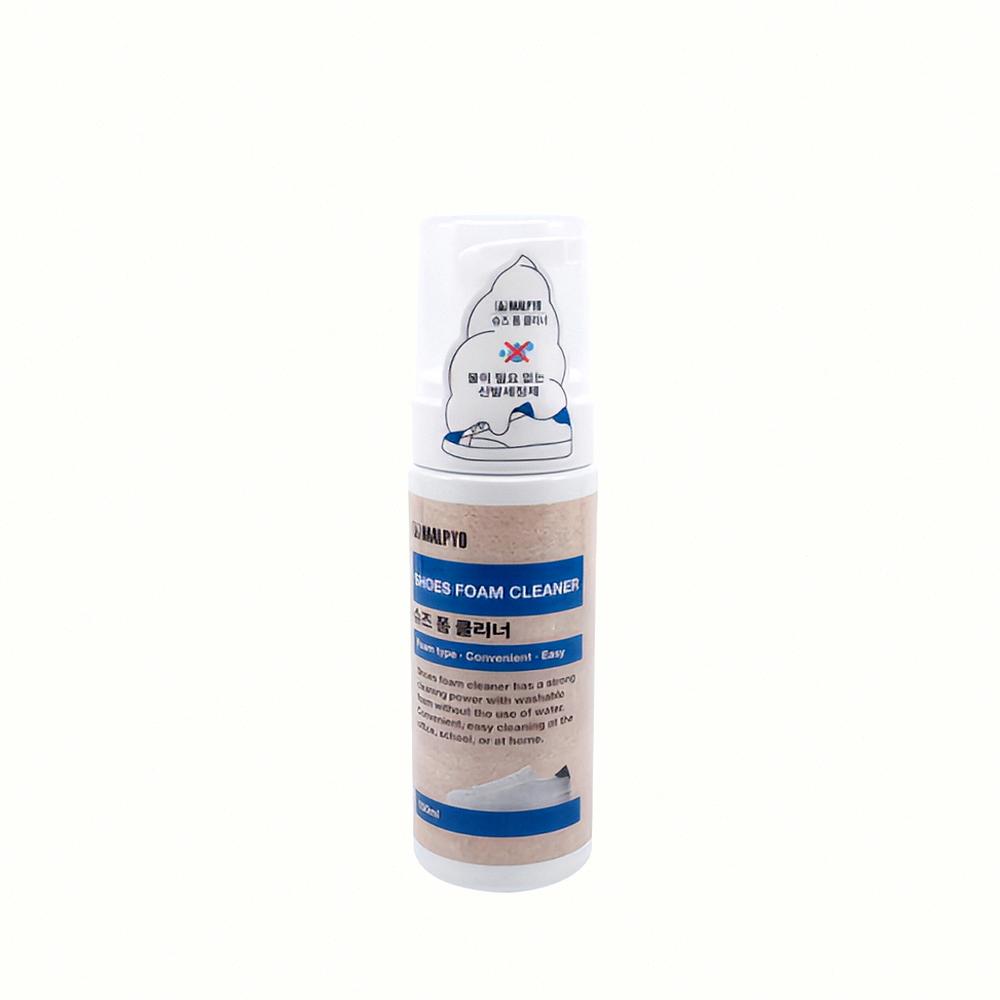 MALPYO
슈즈 폼 클리너
물이 필요 없는
신발세정제
MALPYO
SHOES FOAM CLEANER
슈즈 폼 클리너
Foam type · Convenient · Easy
Shoes foam cleaner has a strong
cleaning power with washable
foam without the use of water.
Convenient, easy cleaning at the
office, school, or at home.